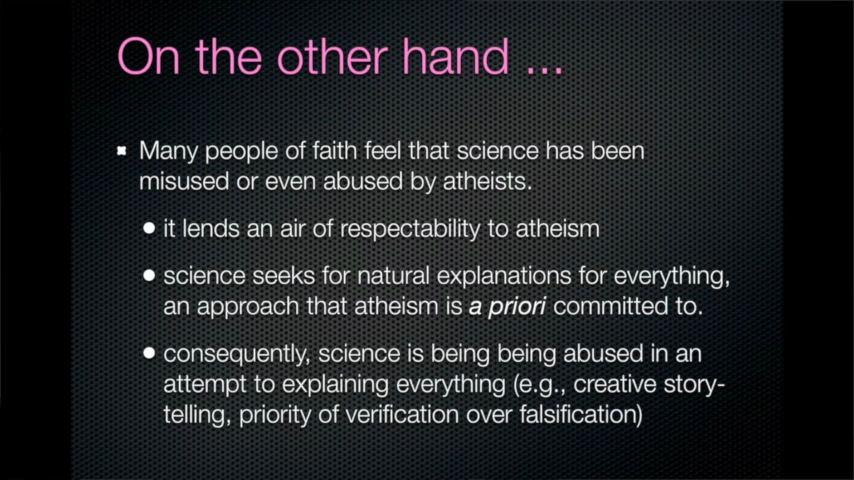 On the other hand ...
Many people of faith feel that science has been
misused or even abused by atheists.
it lends an air of respectability to atheism
science seeks for natural explanations for everything,
an approach that atheism is a priori committed to.
consequently, science is being being abused in an
attempt to explaining everything (e.g., creative story-
telling, priority of verification over falsification)